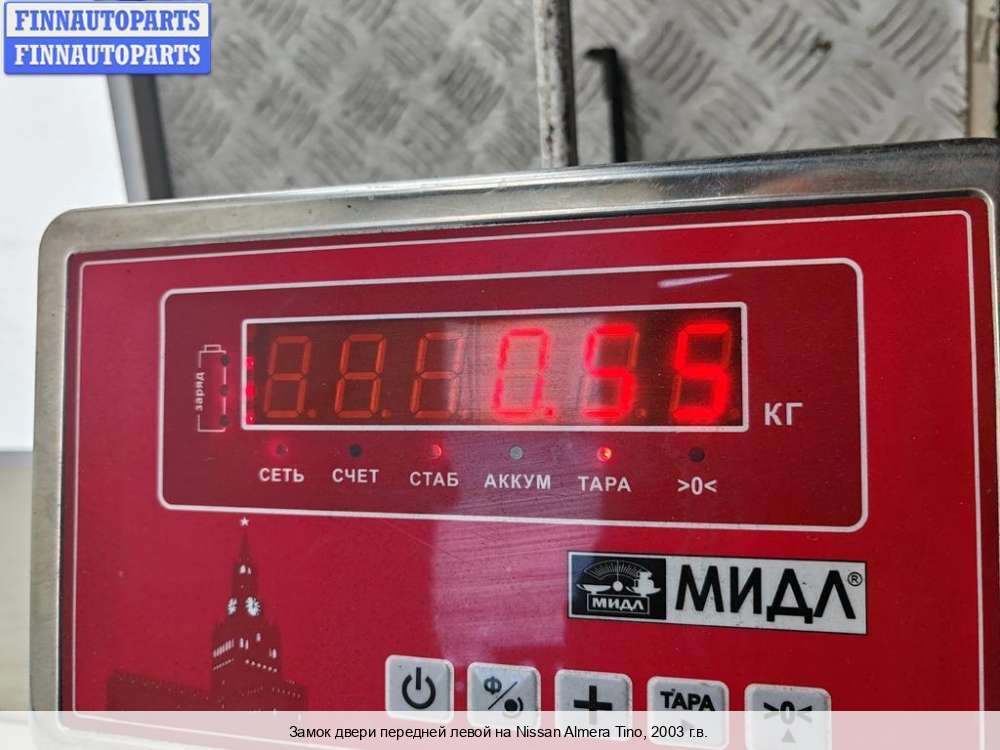 FINNAUTOPARTS
FINNAUTOPARTS
заряд
0.55
КГ
СЕТЬ СЧЕТ СТАБ АККУМ ТАРА >0<
МИДЛ МИДЛ®
Ф
+ ТАРА >0<
Замок двери передней левой на Nissan Almera Tino, 2003 г.в.